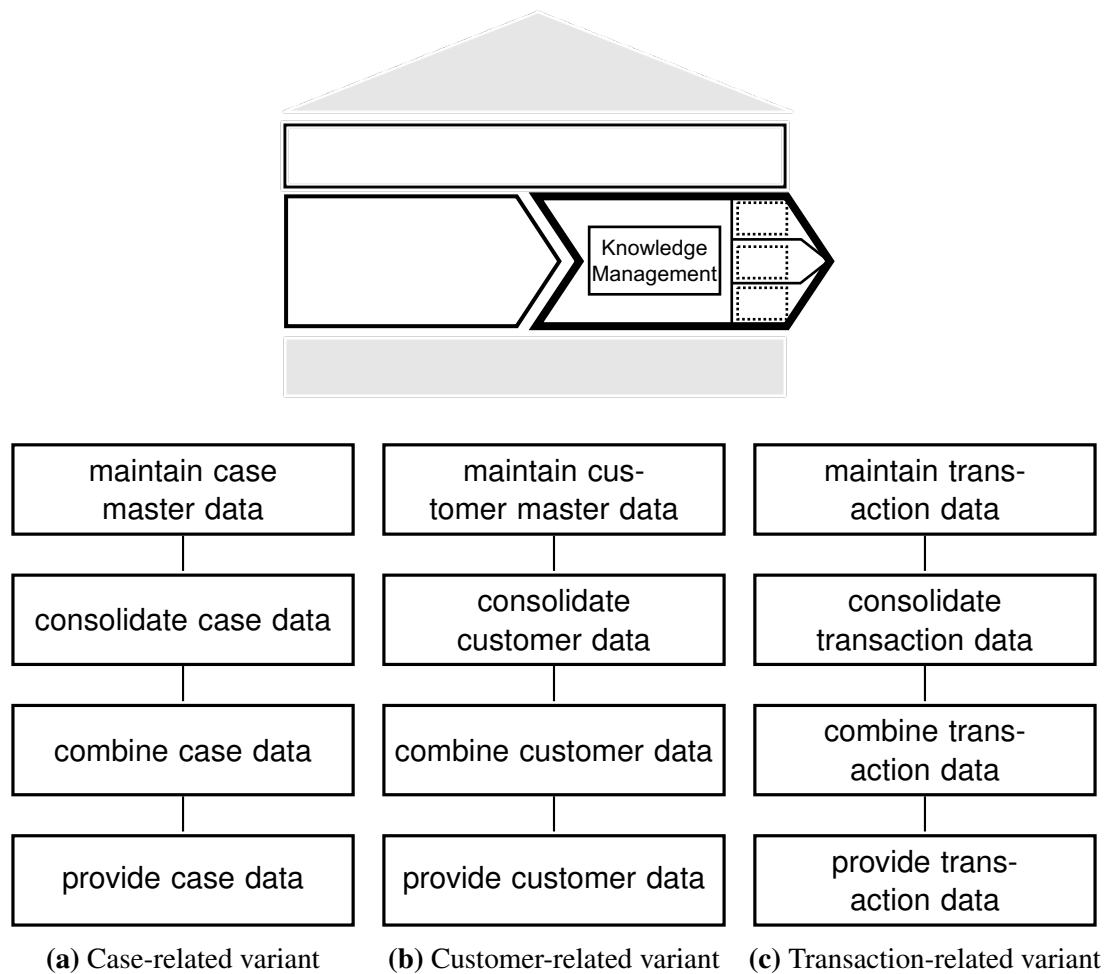 Knowledge
Management
maintain case
master data
consolidate case data
combine case data
provide case data
(a) Case-related variant
maintain cus-
tomer master data
consolidate
customer data
combine customer data
provide customer data
(b) Customer-related variant
maintain trans-
action data
consolidate
transaction data
combine trans-
action data
provide trans-
action data
(c) Transaction-related variant